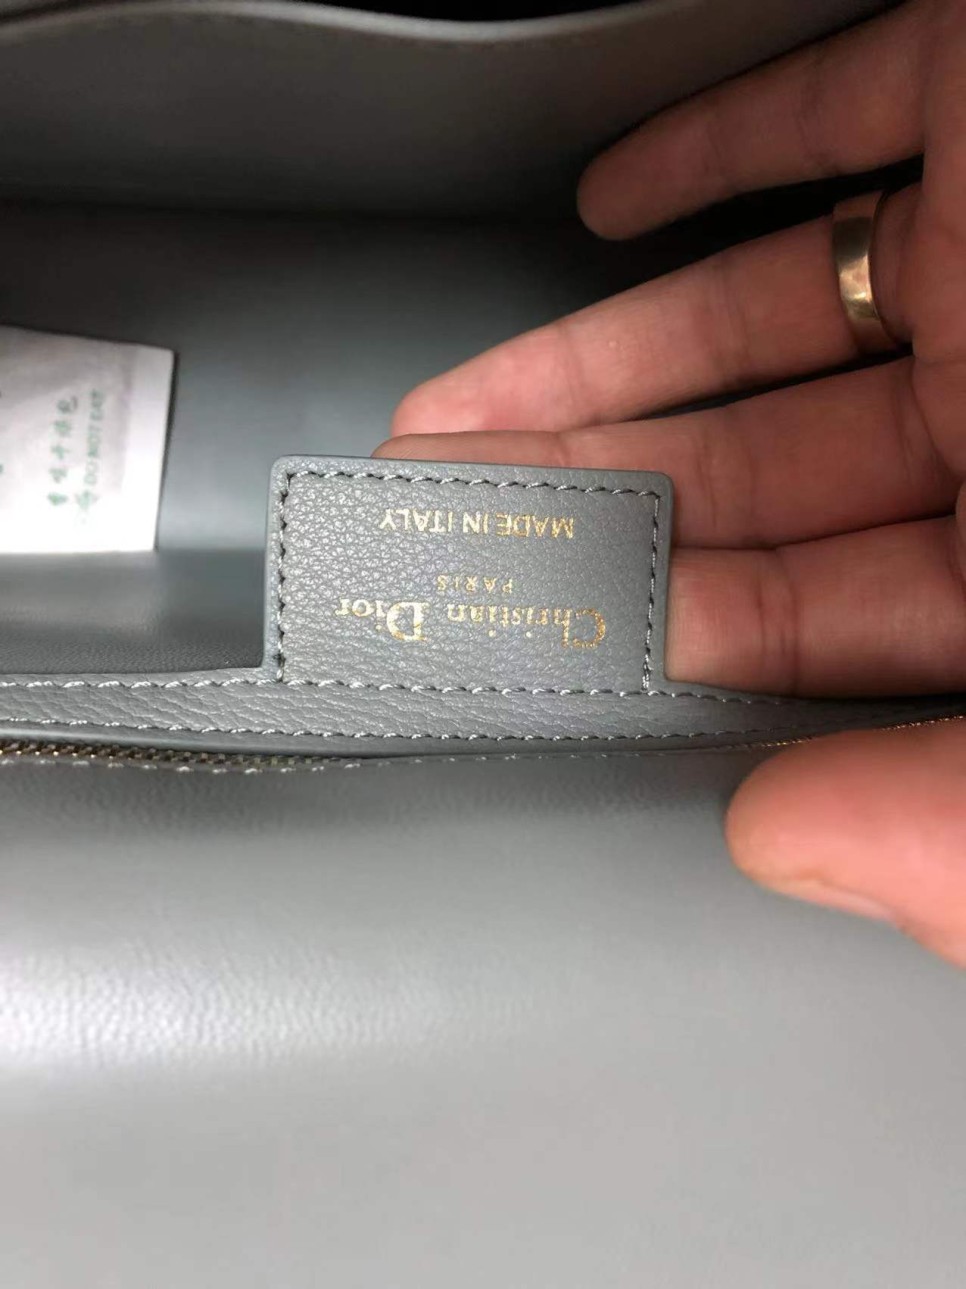 Christian Dior
PARIS
MADE IN ITALY
DO NOT EAT